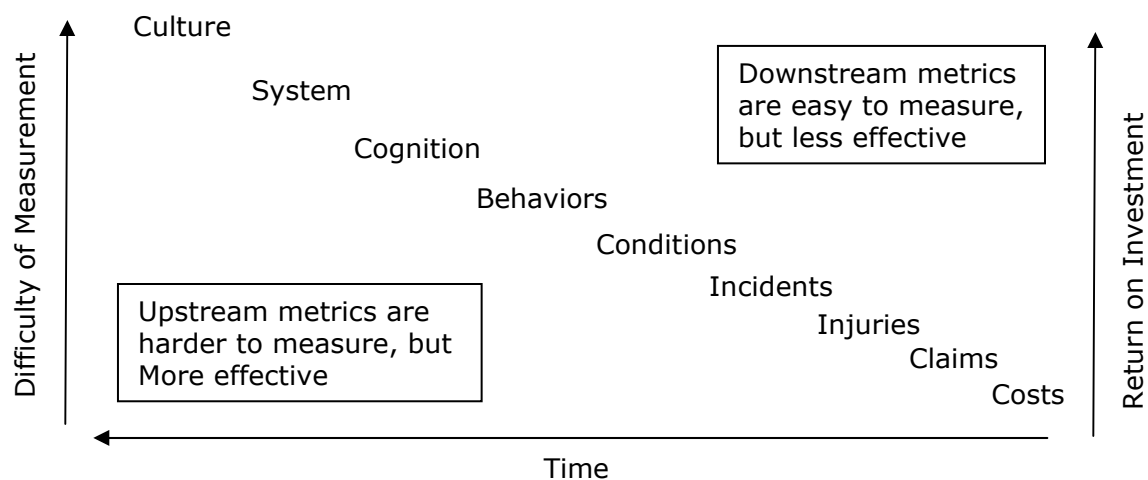 Culture
System
Cognition
Behaviors
Conditions
Incidents
Injuries
Claims
Costs
Downstream metrics
are easy to measure,
but less effective
Upstream metrics are
harder to measure, but
More effective
Difficulty of Measurement
Return on Investment
Time